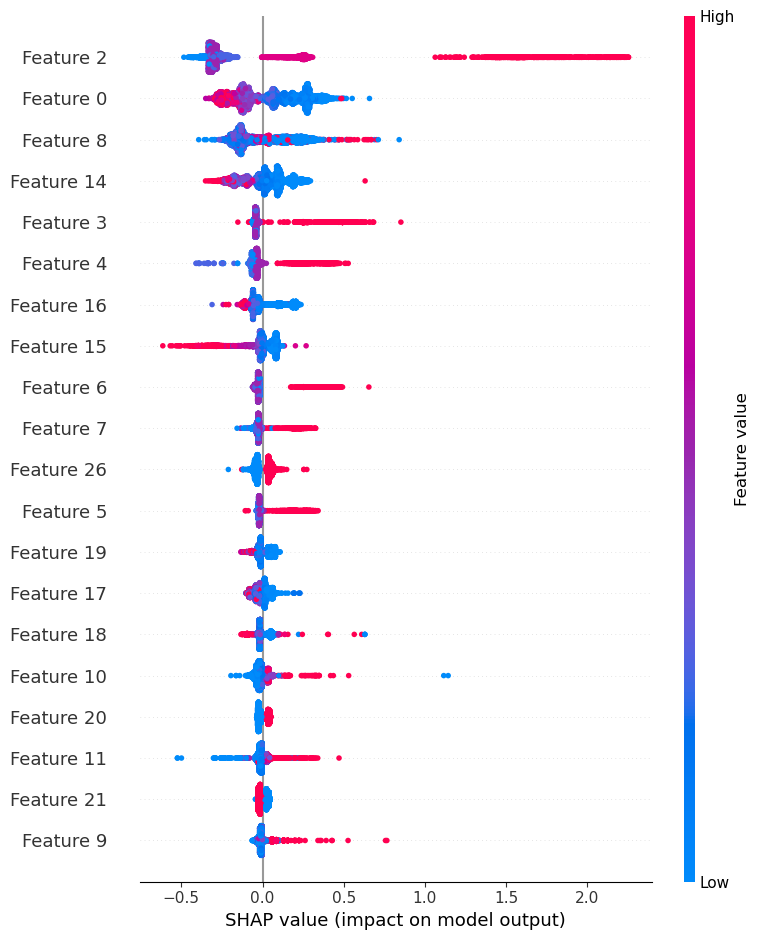 High
Feature 2
Feature 0
Feature 8
Feature 14
Feature 3
Feature 4
Feature 16
Feature 15
Feature 6
Feature 7
Feature 26
Feature 5
Feature 19
Feature 17
Feature 18
Feature 10
Feature 20
Feature 11
Feature 21
Feature 9
Feature value
Low
−0.5 0.0 0.5 1.0 1.5 2.0
SHAP value (impact on model output)